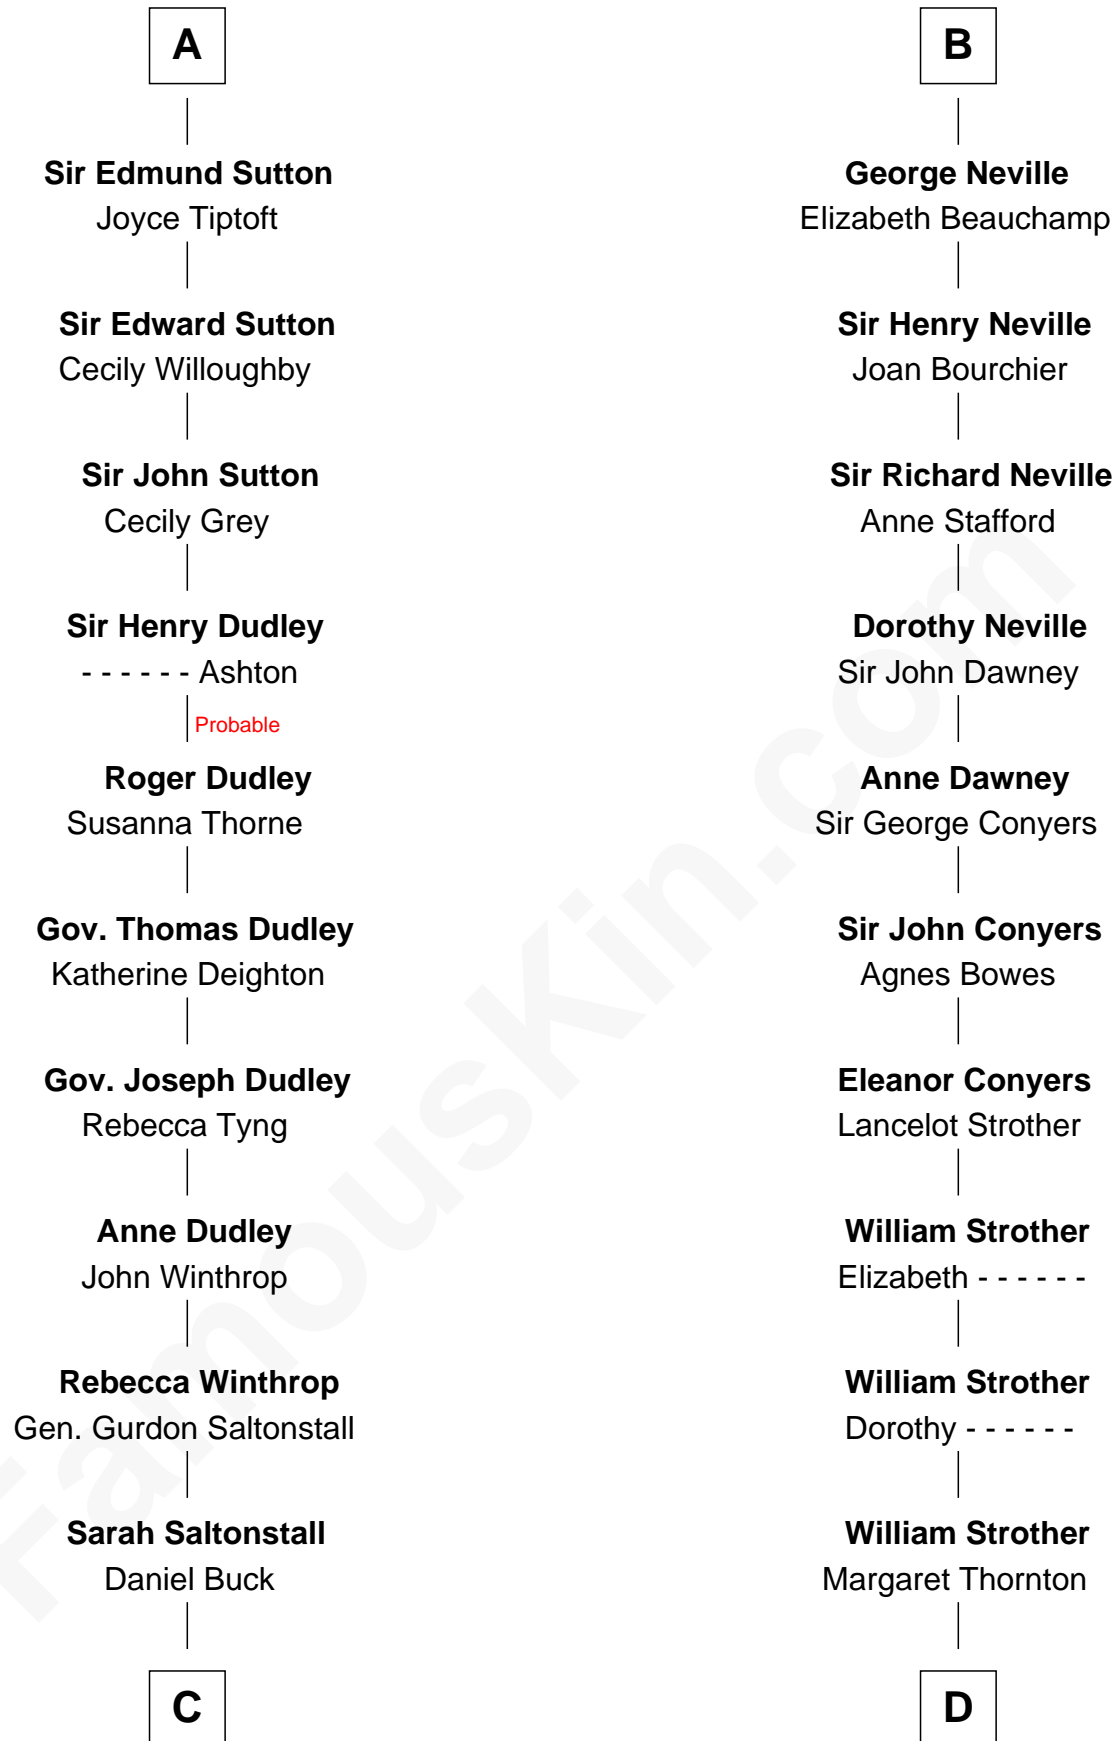 A
Sir Edmund Sutton
Joyce Tiptoft
Sir Edward Sutton
Cecily Willoughby
Sir John Sutton
Cecily Grey
Sir Henry Dudley
- - - - - - Ashton
Probable
Roger Dudley
Susanna Thorne
Gov. Thomas Dudley
Katherine Deighton
Gov. Joseph Dudley
Rebecca Tyng
Anne Dudley
John Winthrop
Rebecca Winthrop
Gen. Gurdon Saltonstall
Sarah Saltonstall
Daniel Buck
C
B
George Neville
Elizabeth Beauchamp
Sir Henry Neville
Joan Bourchier
Sir Richard Neville
Anne Stafford
Dorothy Neville
Sir John Dawney
Anne Dawney
Sir George Conyers
Sir John Conyers
Agnes Bowes
Eleanor Conyers
Lancelot Strother
William Strother
Elizabeth - - - - - -
William Strother
Dorothy - - - - - -
William Strother
Margaret Thornton
D
FamousKin.com